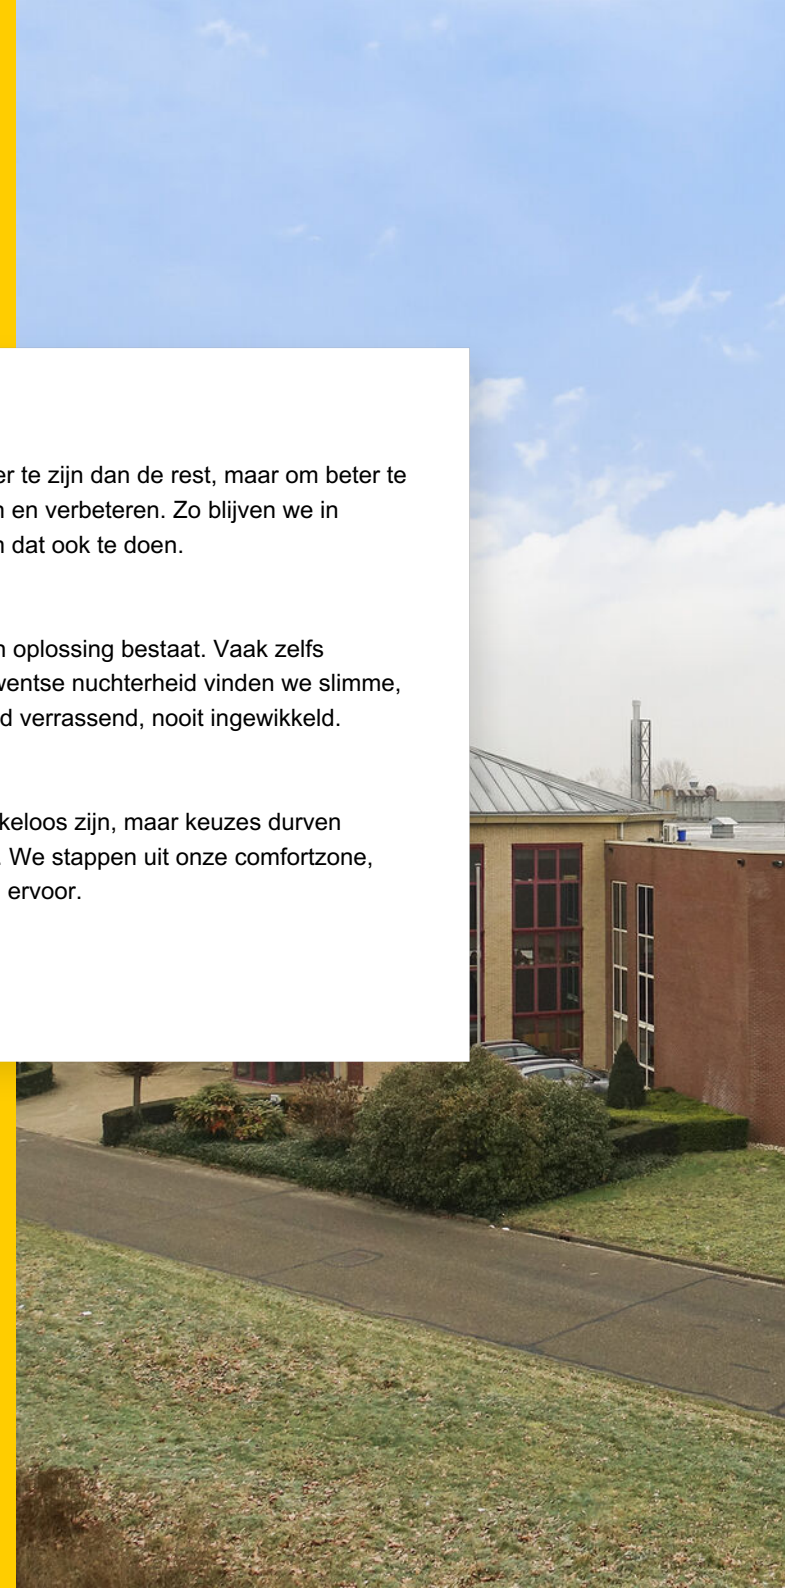 er te zijn dan de rest, maar om beter te
n en verbeteren. Zo blijven we in
n dat ook te doen.
n oplossing bestaat. Vaak zelfs
wentse nuchterheid vinden we slimme,
d verrassend, nooit ingewikkeld.
keloos zijn, maar keuzes durven
. We stappen uit onze comfortzone,
ervoor.